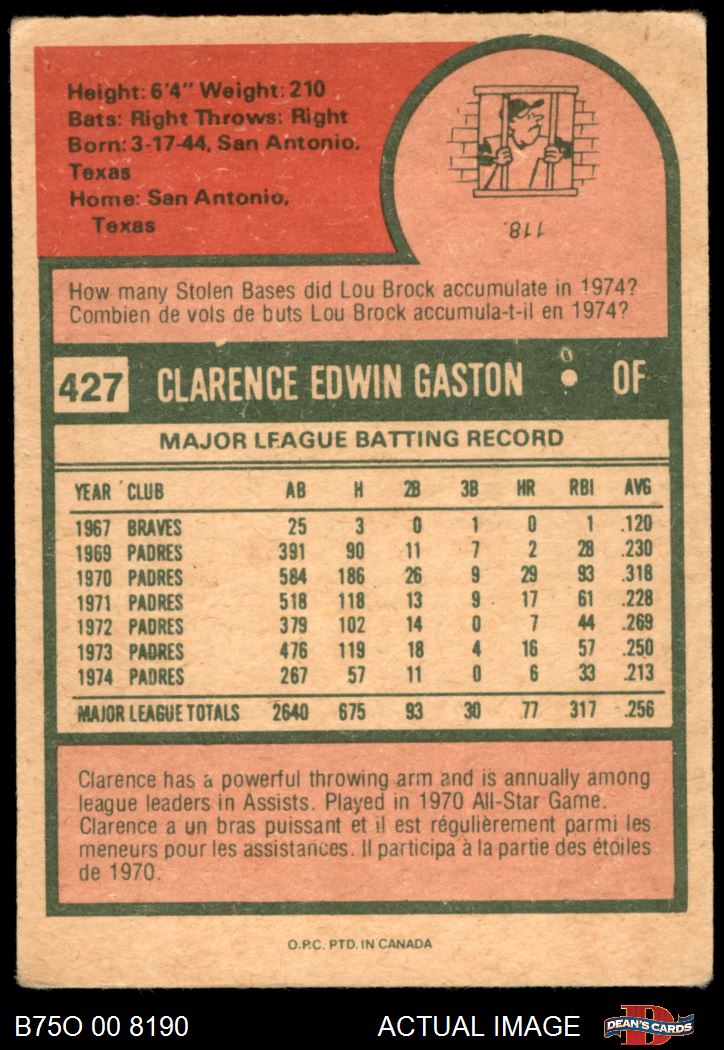 Height: 6'4" Weight: 210
Bats: Right Throws: Right
Born: 3-17-44, San Antonio,
Texas
Home: San Antonio,
Texas
118.
How many Stolen Bases did Lou Brock accumulate in 1974?
Combien de vols de buts Lou Brock accumula-t-il en 1974?
427 CLARENCE EDWIN GASTON • OF
MAJOR LEAGUE BATTING RECORD
YEAR CLUB AB H 2B 3B HR RBI AVG
1967 BRAVES 25 3 0 1 0 1 .120
1969 PADRES 391 90 11 7 2 28 .230
1970 PADRES 584 186 26 9 29 93 .318
1971 PADRES 518 118 13 9 17 61 .228
1972 PADRES 379 102 14 0 7 44 .269
1973 PADRES 476 119 18 4 16 57 .250
1974 PADRES 267 57 11 0 6 33 .213
MAJOR LEAGUE TOTALS 2640 675 93 30 77 317 .256
Clarence has a powerful throwing arm and is annually among
league leaders in Assists. Played in 1970 All-Star Game.
Clarence a un bras puissant et il est régulièrement parmi les
meneurs pour les assistances. Il participa à la partie des étoiles
de 1970.
O.P.C. PTD. IN CANADA
B75O 00 8190 ACTUAL IMAGE DEAN'S CARDS